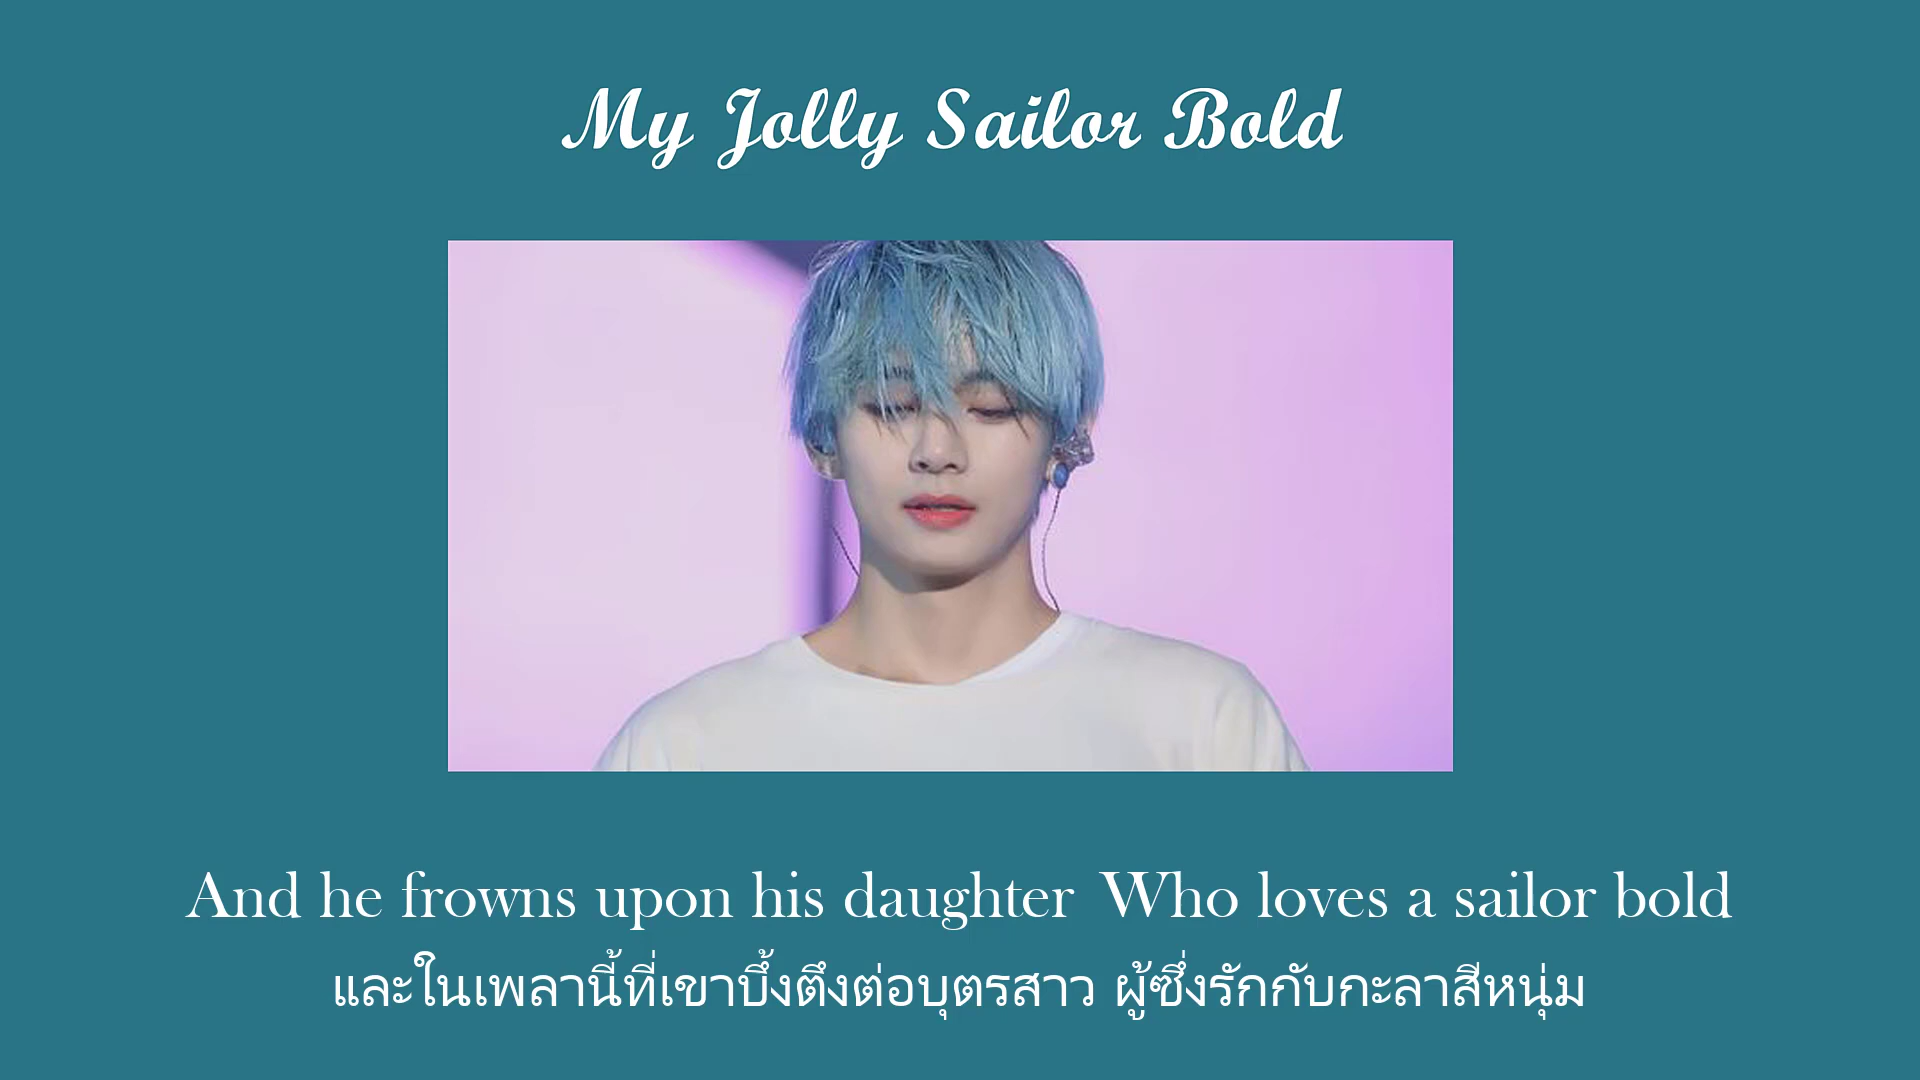 My Jolly Sailor Bold
And he frowns upon his daughter Who loves a sailor bold
และในเพลานี้ที่เขาบึ้งตึงต่อบุตรสาว ผู้ซึ่งรักกับกะลาสีหนุ่ม